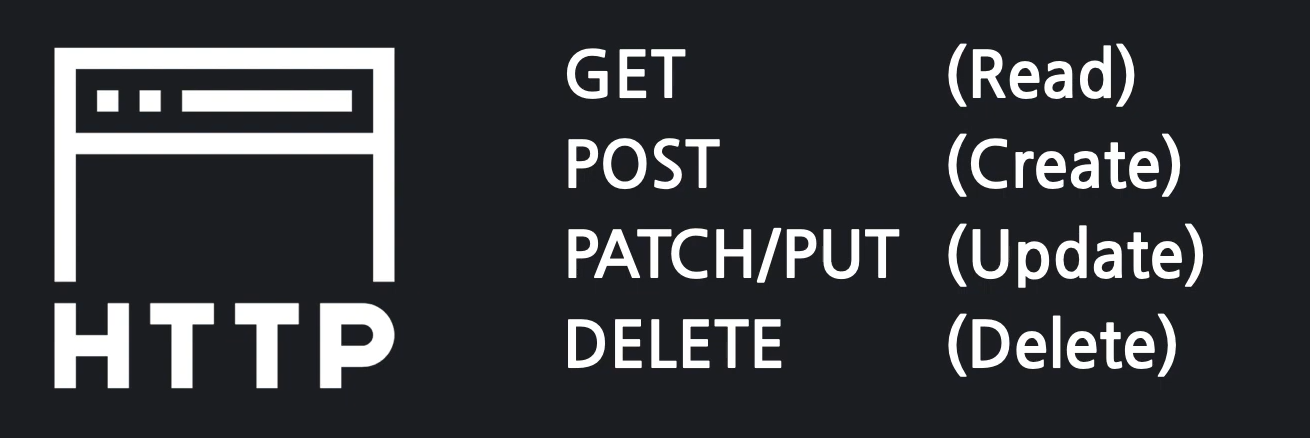 GET (Read)
POST (Create)
PATCH/PUT (Update)
DELETE (Delete)
HTTP